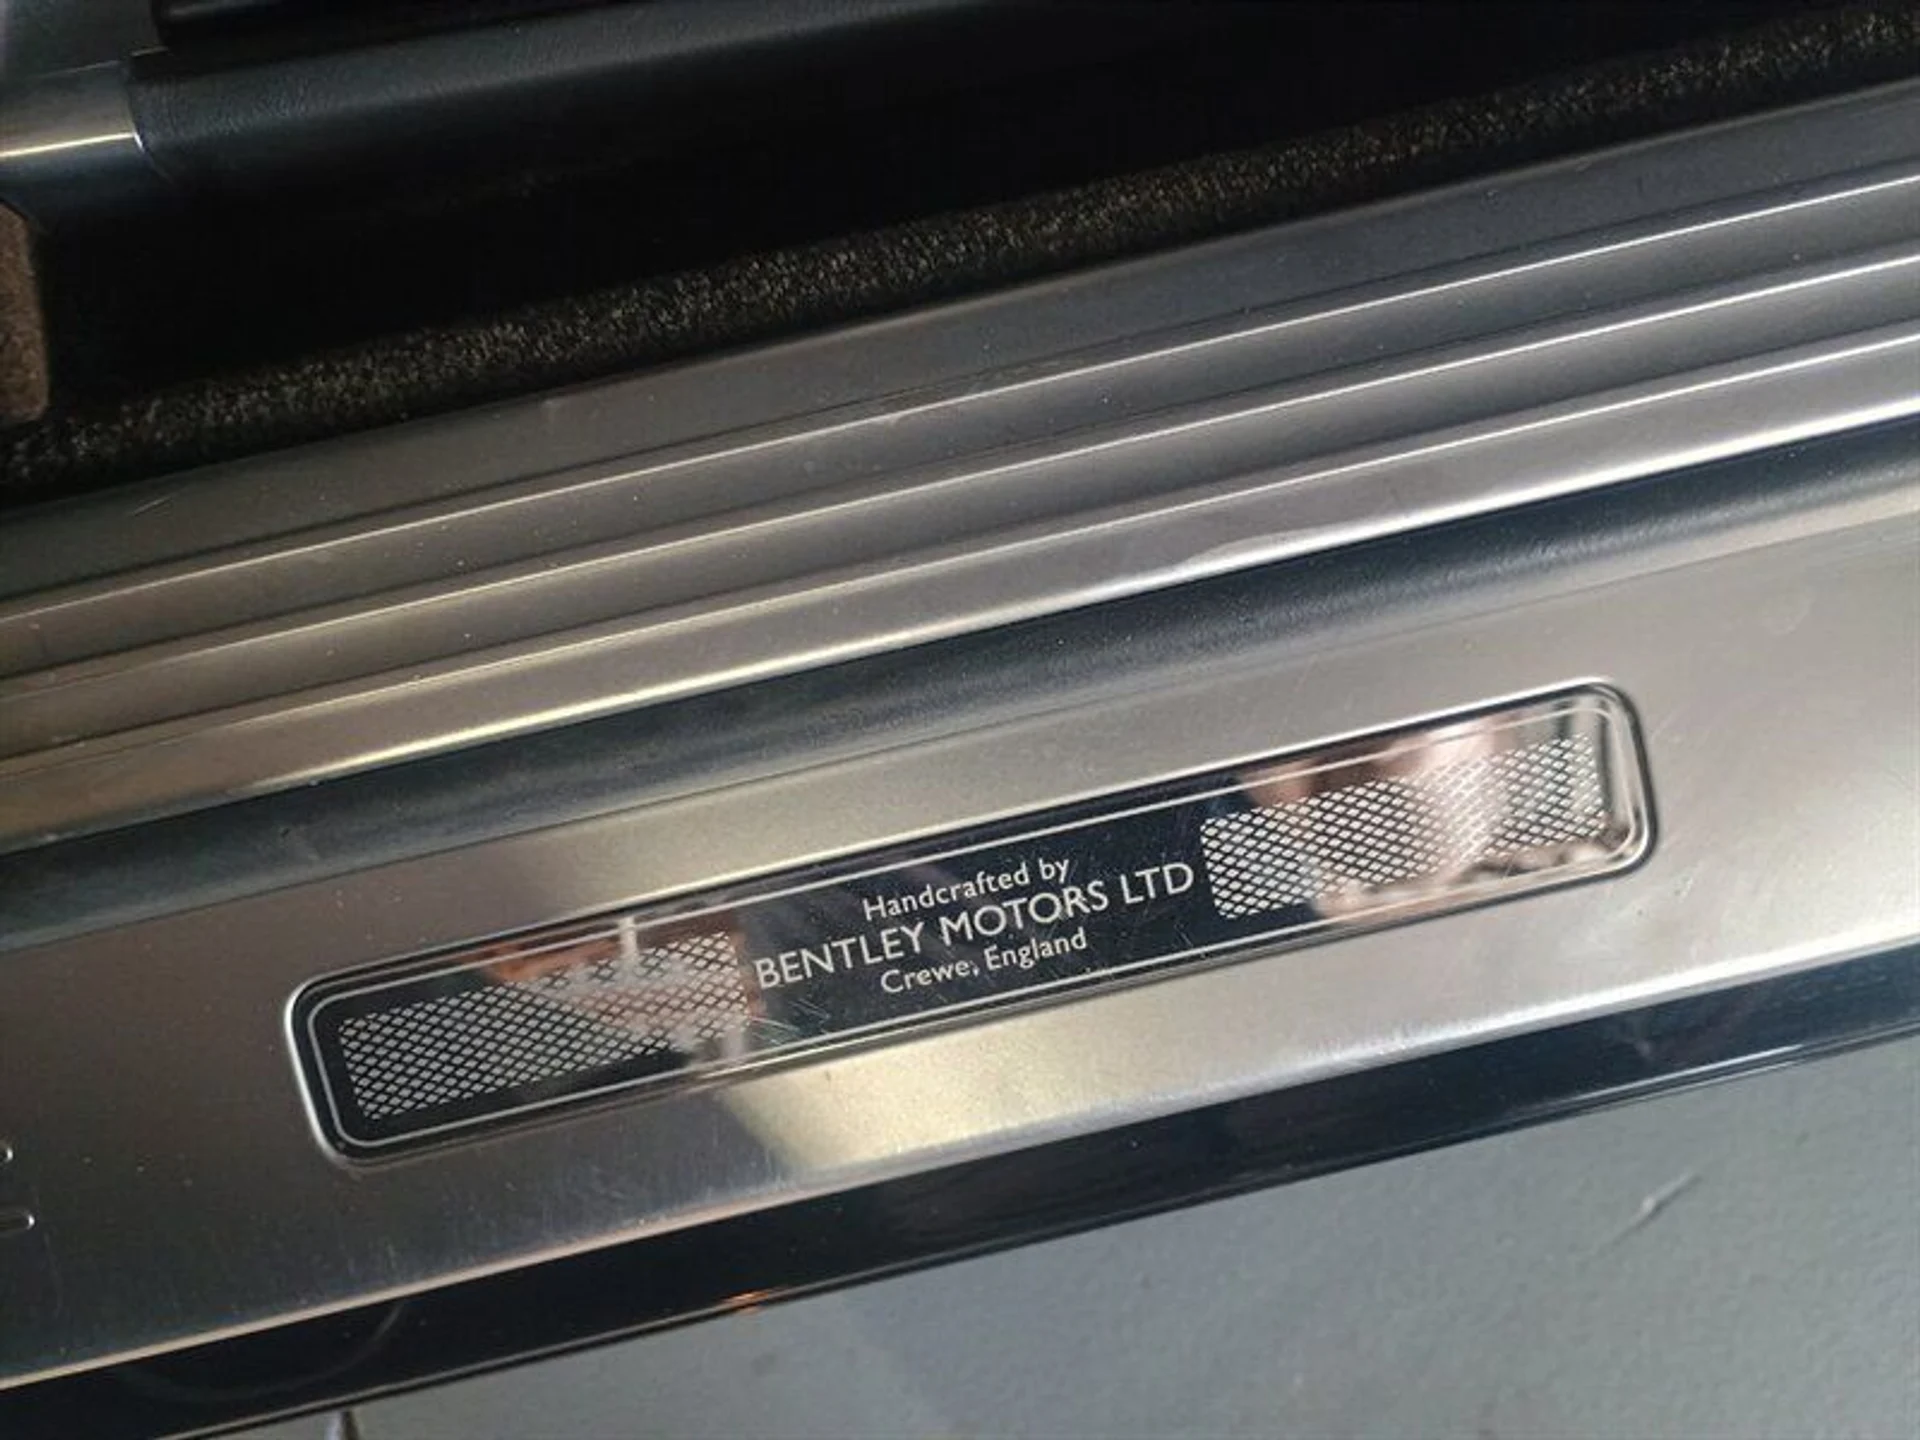 Handcrafted by
BENTLEY MOTORS LTD
Crewe, England